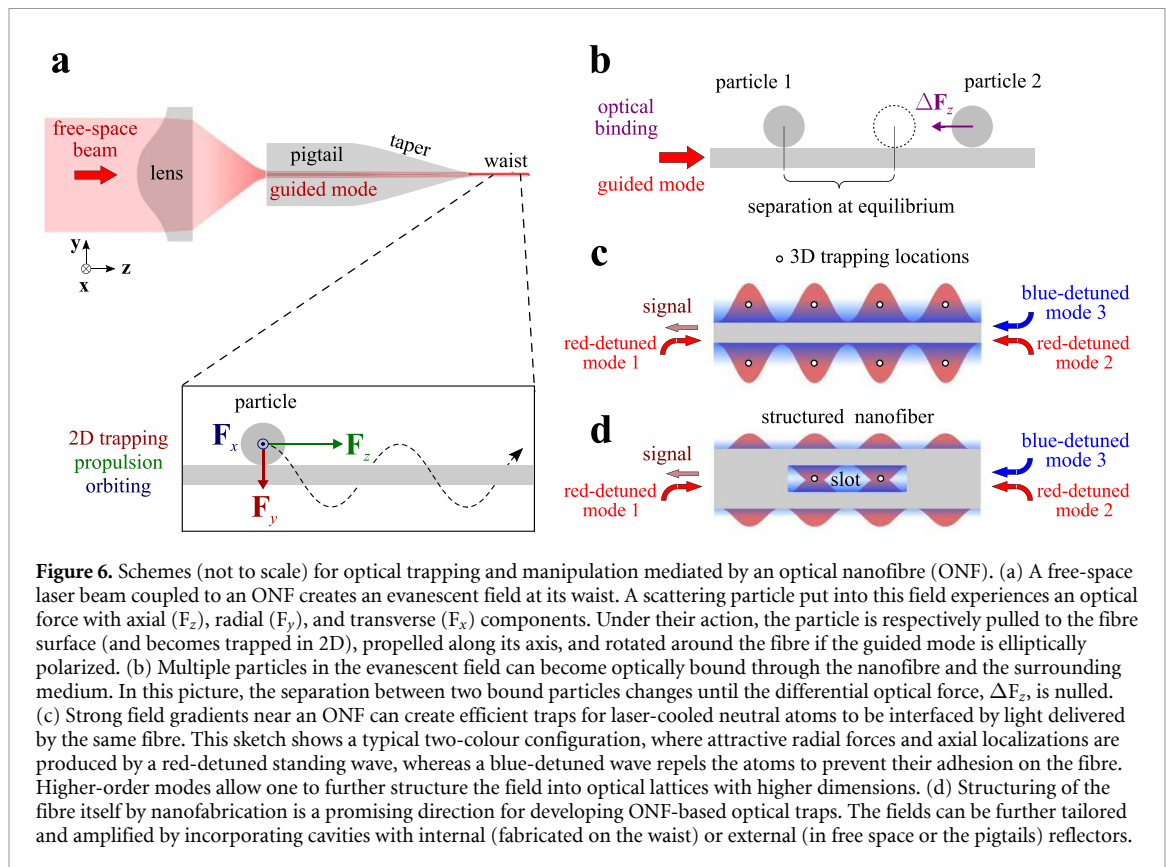 a
free-space
beam
lens
pigtail
taper
guided mode
waist
y
z
x
particle
2D trapping
propulsion
orbiting
F_x
F_z
F_y
b
particle 1
particle 2
optical
binding
ΔF_z
guided mode
separation at equilibrium
c
3D trapping locations
signal
red-detuned
mode 1
blue-detuned
mode 3
red-detuned
mode 2
d
structured nanofiber
signal
red-detuned
mode 1
slot
blue-detuned
mode 3
red-detuned
mode 2
Figure 6. Schemes (not to scale) for optical trapping and manipulation mediated by an optical nanofibre (ONF). (a) A free-space
laser beam coupled to an ONF creates an evanescent field at its waist. A scattering particle put into this field experiences an optical
force with axial (F_z), radial (F_y), and transverse (F_x) components. Under their action, the particle is respectively pulled to the fibre
surface (and becomes trapped in 2D), propelled along its axis, and rotated around the fibre if the guided mode is elliptically
polarized. (b) Multiple particles in the evanescent field can become optically bound through the nanofibre and the surrounding
medium. In this picture, the separation between two bound particles changes until the differential optical force, ΔF_z, is nulled.
(c) Strong field gradients near an ONF can create efficient traps for laser-cooled neutral atoms to be interfaced by light delivered
by the same fibre. This sketch shows a typical two-colour configuration, where attractive radial forces and axial localizations are
produced by a red-detuned standing wave, whereas a blue-detuned wave repels the atoms to prevent their adhesion on the fibre.
Higher-order modes allow one to further structure the field into optical lattices with higher dimensions. (d) Structuring of the
fibre itself by nanofabrication is a promising direction for developing ONF-based optical traps. The fields can be further tailored
and amplified by incorporating cavities with internal (fabricated on the waist) or external (in free space or the pigtails) reflectors.